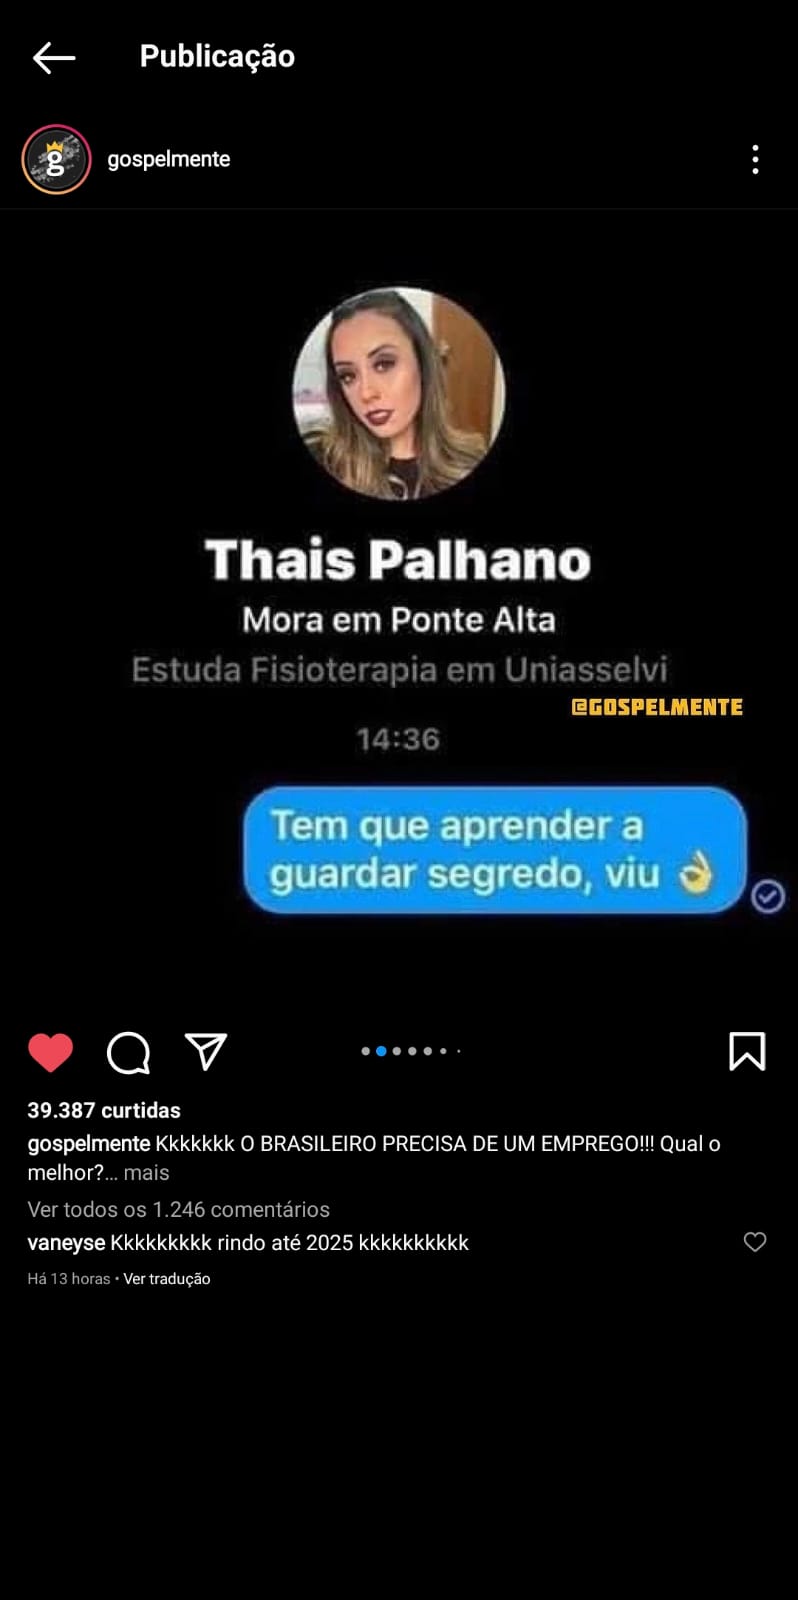 Publicação
g
gospelmente
Thais Palhano
Mora em Ponte Alta
Estuda Fisioterapia em Uniasselvi
@GOSPELMENTE
14:36
Tem que aprender a
guardar segredo, viu 👌
39.387 curtidas
gospelmente Kkkkkkk O BRASILEIRO PRECISA DE UM EMPREGO!!! Qual o
melhor?... mais
Ver todos os 1.246 comentários
vaneyse Kkkkkkkkk rindo até 2025 kkkkkkkkkk
Há 13 horas • Ver tradução